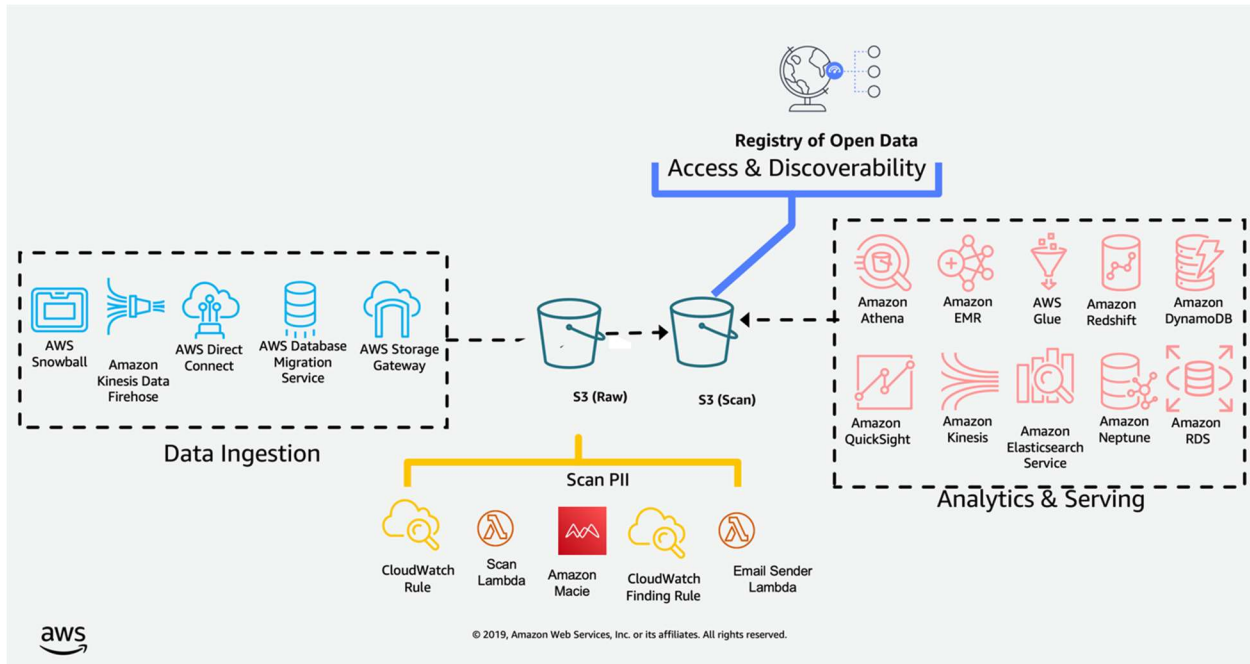 Registry of Open Data
Access & Discoverability
AWS
Snowball
Amazon
Kinesis Data
Firehose
AWS Direct
Connect
AWS Database
Migration
Service
AWS Storage
Gateway
Data Ingestion
S3 (Raw)
S3 (Scan)
Amazon
Athena
Amazon
EMR
AWS
Glue
Amazon
Redshift
Amazon
DynamoDB
Amazon
QuickSight
Amazon
Kinesis
Amazon
Elasticsearch
Service
Amazon
Neptune
Amazon
RDS
Analytics & Serving
Scan PII
CloudWatch
Rule
Scan
Lambda
Amazon
Macie
CloudWatch
Finding Rule
Email Sender
Lambda
aws
© 2019, Amazon Web Services, Inc. or its affiliates. All rights reserved.